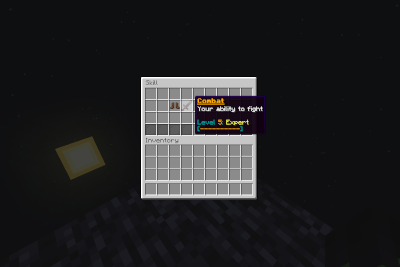 Skill
Combat
Your ability to fight
Level 5: Expert
Inventory